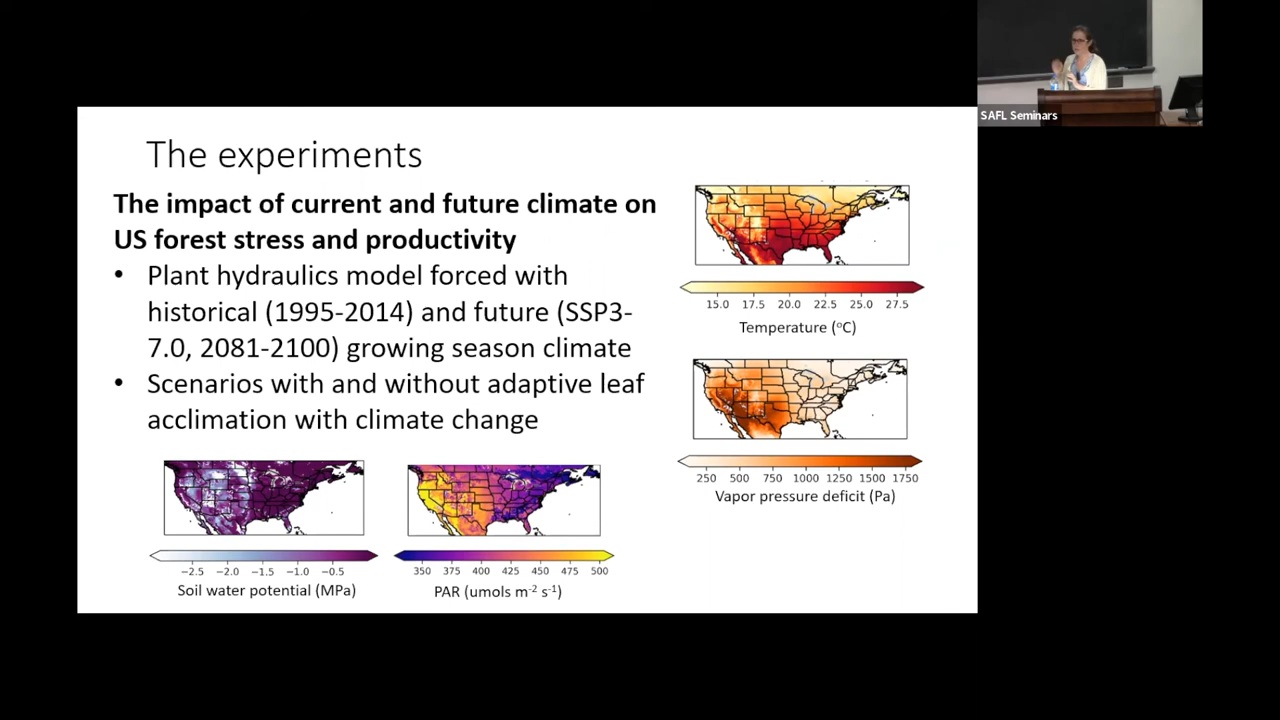 SAFL Seminars
The experiments
The impact of current and future climate on
US forest stress and productivity
• Plant hydraulics model forced with
historical (1995-2014) and future (SSP3-
7.0, 2081-2100) growing season climate
• Scenarios with and without adaptive leaf
acclimation with climate change
15.0 17.5 20.0 22.5 25.0 27.5
Temperature (°C)
250 500 750 1000 1250 1500 1750
Vapor pressure deficit (Pa)
−2.5 −2.0 −1.5 −1.0 −0.5
Soil water potential (MPa)
350 375 400 425 450 475 500
PAR (umols m⁻² s⁻¹)